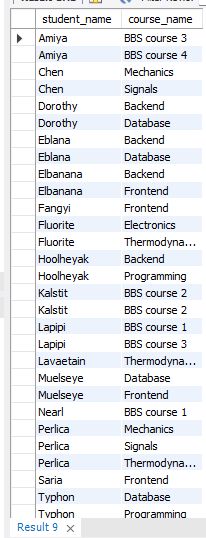 student_name course_name
Amiya BBS course 3
Amiya BBS course 4
Chen Mechanics
Chen Signals
Dorothy Backend
Dorothy Database
Eblana Backend
Eblana Database
Elbanana Backend
Elbanana Frontend
Fangyi Frontend
Fluorite Electronics
Fluorite Thermodyna...
Hoolheyak Backend
Hoolheyak Programming
Kalstit BBS course 2
Kalstit BBS course 2
Lapipi BBS course 1
Lapipi BBS course 3
Lavaetain Thermodyna...
Muelseye Database
Muelseye Frontend
Nearl BBS course 1
Perlica Mechanics
Perlica Signals
Perlica Thermodyna...
Saria Frontend
Typhon Database
Typhon Programming
Result 9